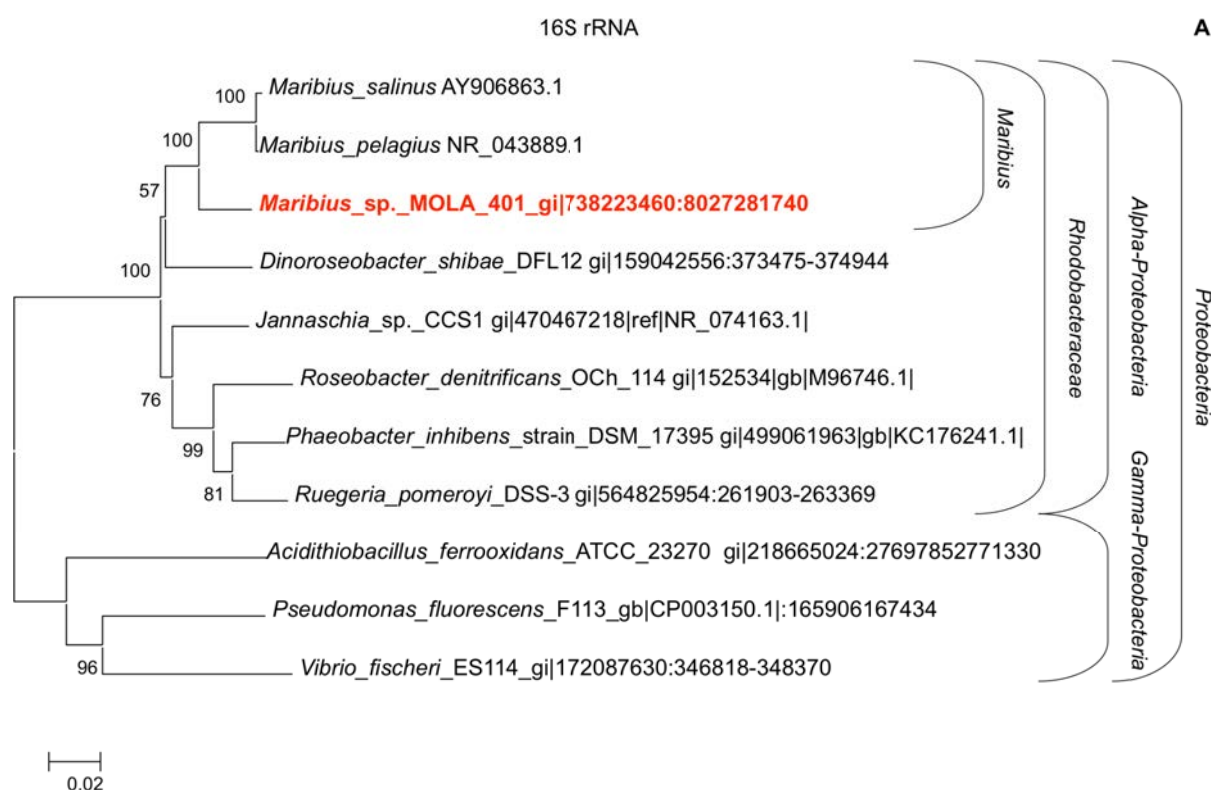 16S rRNA
A
Maribius_salinus AY906863.1
100
Maribius_pelagius NR_043889.1
100
57
Maribius_sp._MOLA_401_gi|738223460:8027281740
Dinoroseobacter_shibae_DFL12 gi|159042556:373475-374944
100
Jannaschia_sp._CCS1 gi|470467218|ref|NR_074163.1|
Roseobacter_denitrificans_OCh_114 gi|152534|gb|M96746.1|
76
Phaeobacter_inhibens_strain_DSM_17395 gi|499061963|gb|KC176241.1|
99
Ruegeria_pomeroyi_DSS-3 gi|564825954:261903-263369
81
Acidithiobacillus_ferrooxidans_ATCC_23270 gi|218665024:27697852771330
Pseudomonas_fluorescens_F113_gb|CP003150.1|:165906167434
Vibrio_fischeri_ES114_gi|172087630:346818-348370
96
Maribius
Rhodobacteraceae
Alpha-Proteobacteria
Gamma-Proteobacteria
Proteobacteria
0.02